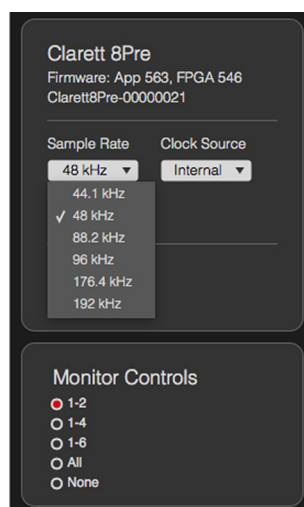 Clarett 8Pre
Firmware: App 563, FPGA 546
Clarett8Pre-00000021
Sample Rate Clock Source
48 kHz Internal
44.1 kHz
✓ 48 kHz
88.2 kHz
96 kHz
176.4 kHz
192 kHz
Monitor Controls
1-2
1-4
1-6
All
None